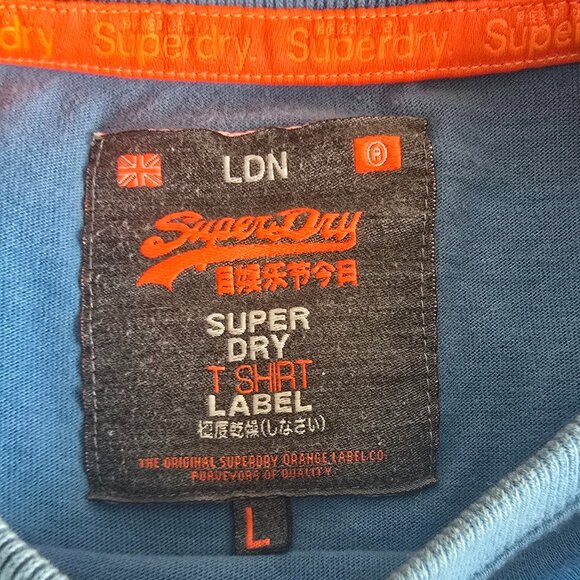 Superdry Superdry. Superdry. Superdry. Super
LDN
R
SuperDry
目娱乐节今日
SUPER
DRY
T SHIRT
LABEL
極度乾燥(しなさい)
THE ORIGINAL SUPERDRY ORANGE LABEL CO.
PURVEYORS OF QUALITY.
L